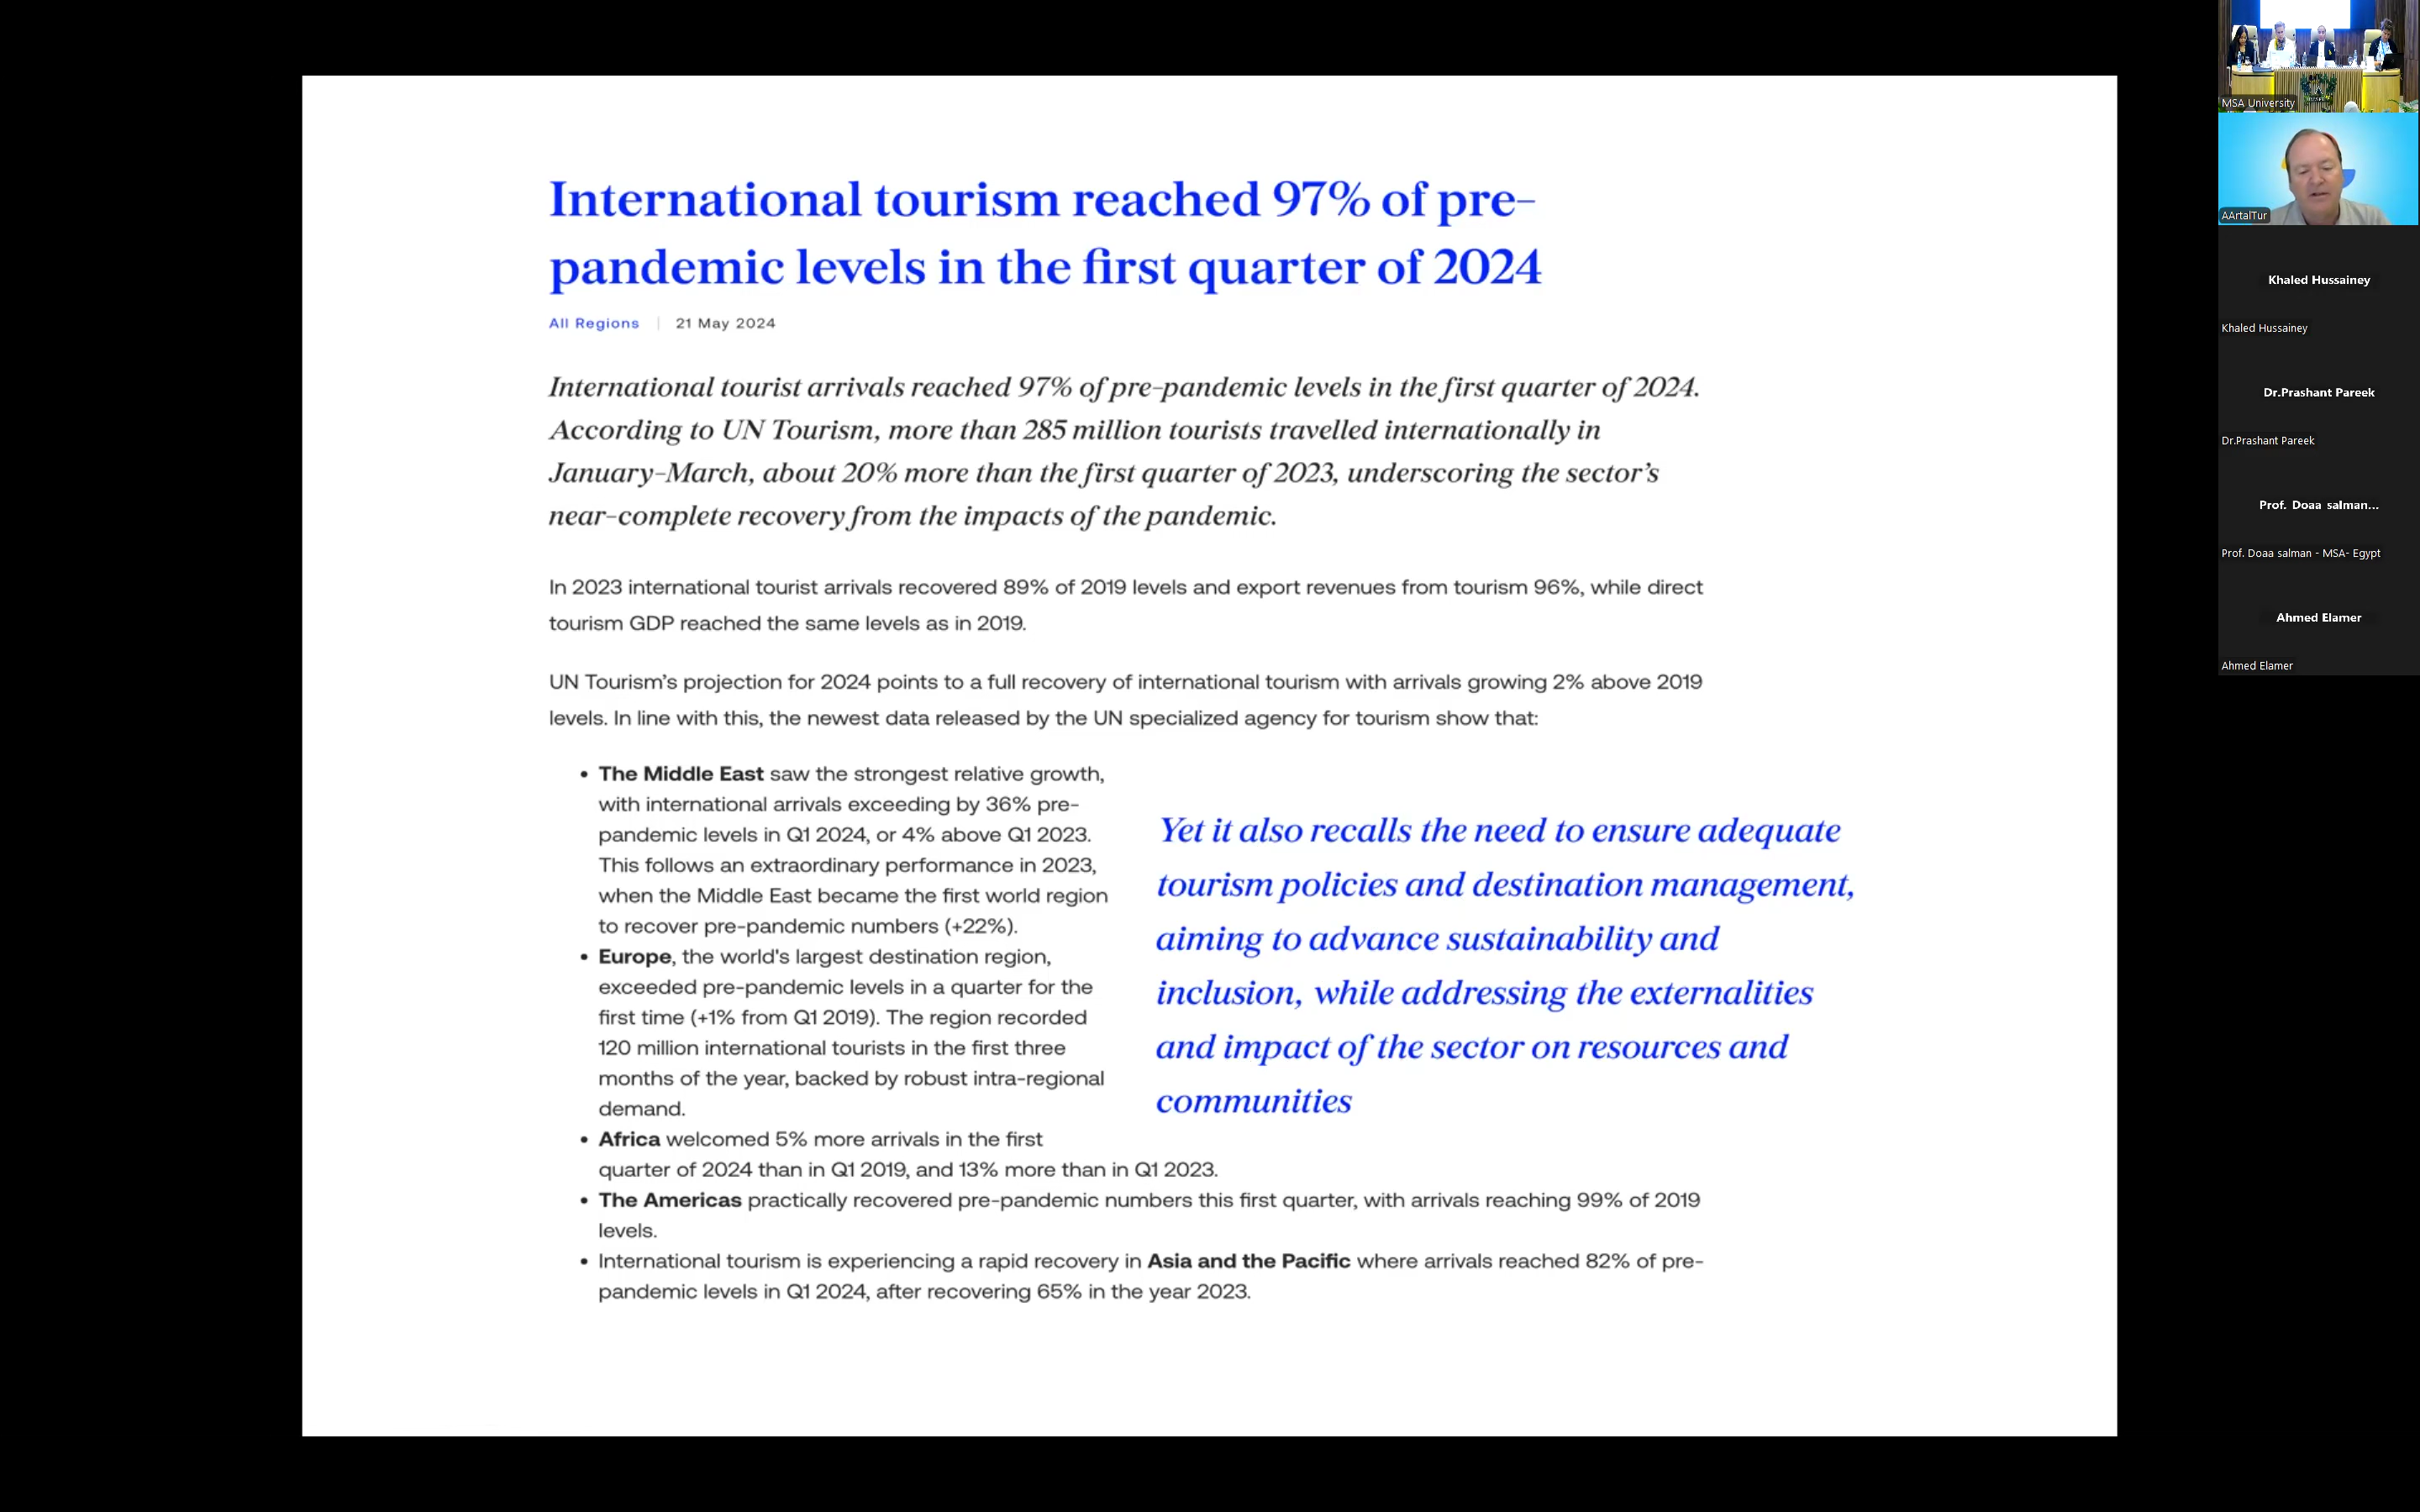 International tourism reached 97% of pre-
pandemic levels in the first quarter of 2024
All Regions | 21 May 2024
International tourist arrivals reached 97% of pre-pandemic levels in the first quarter of 2024.
According to UN Tourism, more than 285 million tourists travelled internationally in
January-March, about 20% more than the first quarter of 2023, underscoring the sector’s
near-complete recovery from the impacts of the pandemic.
In 2023 international tourist arrivals recovered 89% of 2019 levels and export revenues from tourism 96%, while direct
tourism GDP reached the same levels as in 2019.
UN Tourism’s projection for 2024 points to a full recovery of international tourism with arrivals growing 2% above 2019
levels. In line with this, the newest data released by the UN specialized agency for tourism show that:
• The Middle East saw the strongest relative growth,
with international arrivals exceeding by 36% pre-
pandemic levels in Q1 2024, or 4% above Q1 2023.
This follows an extraordinary performance in 2023,
when the Middle East became the first world region
to recover pre-pandemic numbers (+22%).
• Europe, the world's largest destination region,
exceeded pre-pandemic levels in a quarter for the
first time (+1% from Q1 2019). The region recorded
120 million international tourists in the first three
months of the year, backed by robust intra-regional
demand.
• Africa welcomed 5% more arrivals in the first
quarter of 2024 than in Q1 2019, and 13% more than in Q1 2023.
• The Americas practically recovered pre-pandemic numbers this first quarter, with arrivals reaching 99% of 2019
levels.
• International tourism is experiencing a rapid recovery in Asia and the Pacific where arrivals reached 82% of pre-
pandemic levels in Q1 2024, after recovering 65% in the year 2023.
Yet it also recalls the need to ensure adequate
tourism policies and destination management,
aiming to advance sustainability and
inclusion, while addressing the externalities
and impact of the sector on resources and
communities
MSA University
AArtalTur
Khaled Hussainey
Khaled Hussainey
Dr.Prashant Pareek
Dr.Prashant Pareek
Prof. Doaa salman...
Prof. Doaa salman - MSA- Egypt
Ahmed Elamer
Ahmed Elamer